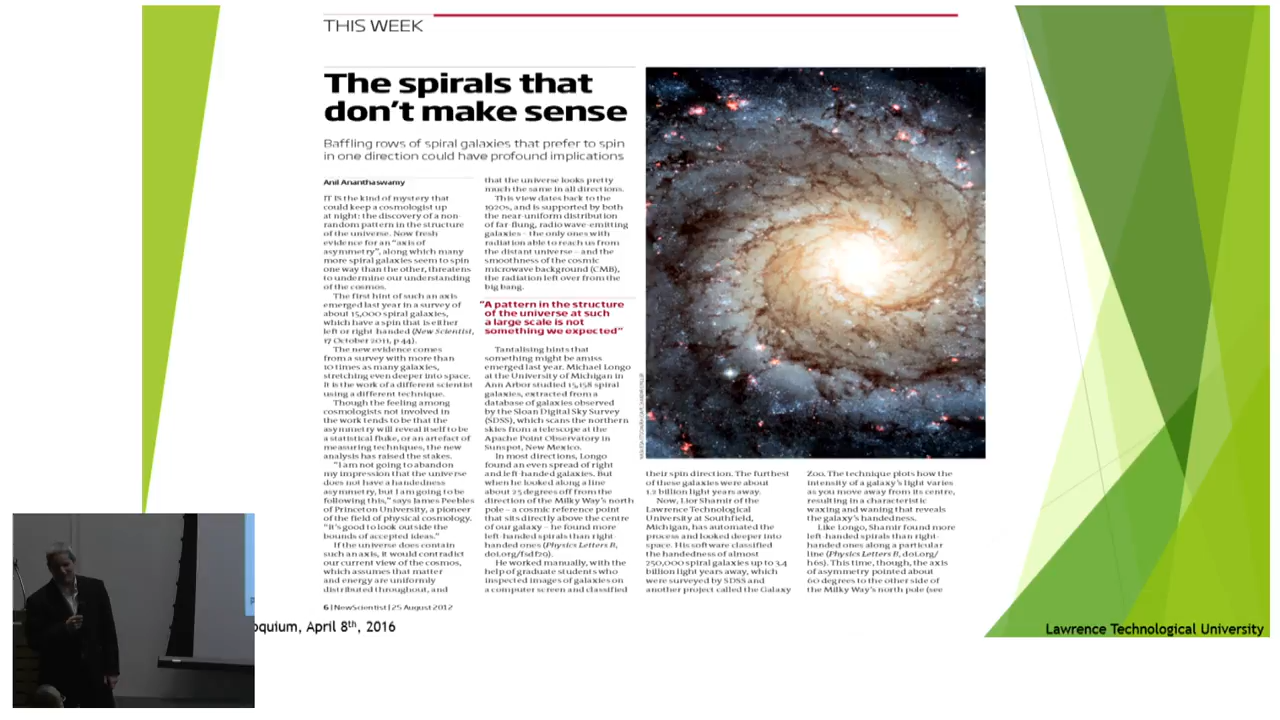 THIS WEEK
The spirals that
don't make sense
Baffling rows of spiral galaxies that prefer to spin
in one direction could have profound implications
Anil Ananthaswamy
IT IS the kind of mystery that
could keep a cosmologist up
at night: the discovery of a non-
random pattern in the structure
of the universe. Now fresh
evidence for an "axis of
asymmetry", along which many
more spiral galaxies seem to spin
one way than the other, threatens
to undermine our understanding
of the cosmos.
The first hint of such an axis
emerged last year in a survey of
about 15,000 spiral galaxies,
which have a spin that is either
left or right handed (New Scientist,
17 October 2011, p 44).
The new evidence comes
from a survey with more than
10 times as many galaxies,
stretching even deeper into space.
It is the work of a different scientist
using a different technique.
Though the feeling among
cosmologists not involved in
the work tends to be that the
asymmetry will reveal itself to be
a statistical fluke, or an artefact of
measuring techniques, the new
analysis has raised the stakes.
"I am not going to abandon
my impression that the universe
does not have a handedness
asymmetry, but I am going to be
following this," says James Peebles
of Princeton University, a pioneer
of the field of physical cosmology.
"It's good to look outside the
bounds of accepted ideas."
If the universe does contain
such an axis, it would contradict
our current view of the cosmos,
which assumes that matter
and energy are uniformly
distributed throughout, and
that the universe looks pretty
much the same in all directions.
This view dates back to the
1920s, and is supported by both
the near-uniform distribution
of far-flung, radio wave-emitting
galaxies – the only ones with
radiation able to reach us from
the distant universe – and the
smoothness of the cosmic
microwave background (CMB),
the radiation left over from the
big bang.
"A pattern in the structure
of the universe at such
a large scale is not
something we expected"
Tantalising hints that
something might be amiss
emerged last year. Michael Longo
at the University of Michigan in
Ann Arbor studied 15,158 spiral
galaxies, extracted from a
database of galaxies observed
by the Sloan Digital Sky Survey
(SDSS), which scans the northern
skies from a telescope at the
Apache Point Observatory in
Sunspot, New Mexico.
In most directions, Longo
found an even spread of right
and left-handed galaxies. But
when he looked along a line
about 25 degrees off from the
direction of the Milky Way's north
pole – a cosmic reference point
that sits directly above the centre
of our galaxy – he found more
left-handed spirals than right-
handed ones (Physics Letters B,
doi.org/fsdf29).
He worked manually, with the
help of graduate students who
inspected images of galaxies on
a computer screen and classified
their spin direction. The furthest
of these galaxies were about
1.2 billion light years away.
Now, Lior Shamir of the
Lawrence Technological
University at Southfield,
Michigan, has automated the
process and looked deeper into
space. His software classified
the handedness of almost
250,000 spiral galaxies up to 3.4
billion light years away, which
were surveyed by SDSS and
another project called the Galaxy
Zoo. The technique plots how the
intensity of a galaxy's light varies
as you move away from its centre,
resulting in a characteristic
waxing and waning that reveals
the galaxy's handedness.
Like Longo, Shamir found more
left-handed spirals than right-
handed ones along a particular
line (Physics Letters B, doi.org/
h6s). This time, though, the axis
of asymmetry pointed about
60 degrees to the other side of
the Milky Way's north pole (see
6 | NewScientist | 25 August 2012
oquium, April 8th, 2016
Lawrence Technological University